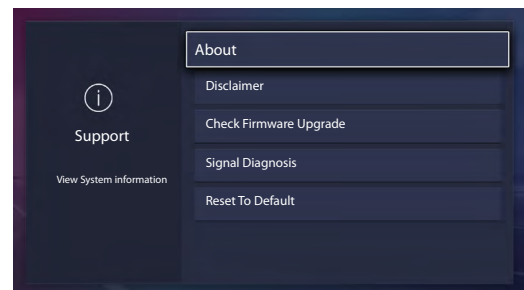 Support
View System information
About
Disclaimer
Check Firmware Upgrade
Signal Diagnosis
Reset To Default